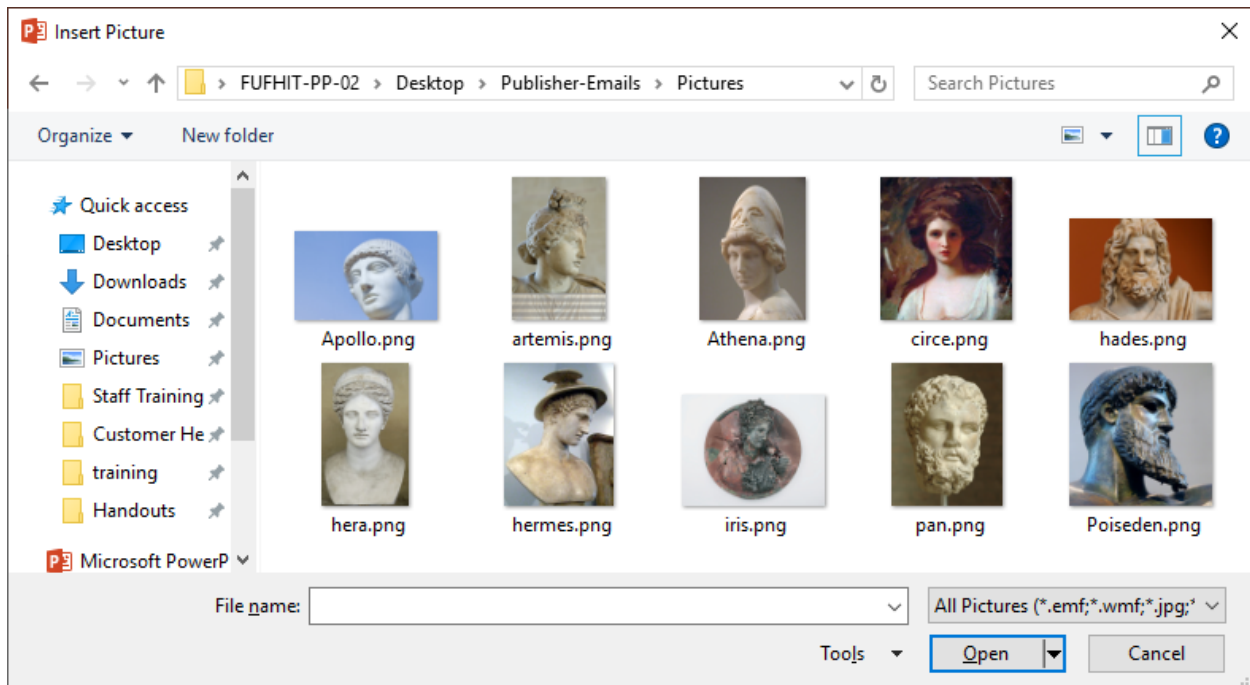 Insert Picture
FUFHIT-PP-02 > Desktop > Publisher-Emails > Pictures
Search Pictures
Organize
New folder
Quick access
Desktop
Downloads
Documents
Pictures
Staff Training
Customer He
training
Handouts
Microsoft PowerP
Apollo.png
artemis.png
Athena.png
circe.png
hades.png
hera.png
hermes.png
iris.png
pan.png
Poiseden.png
File name:
All Pictures (*.emf;*.wmf;*.jpg;*
Tools
Open
Cancel